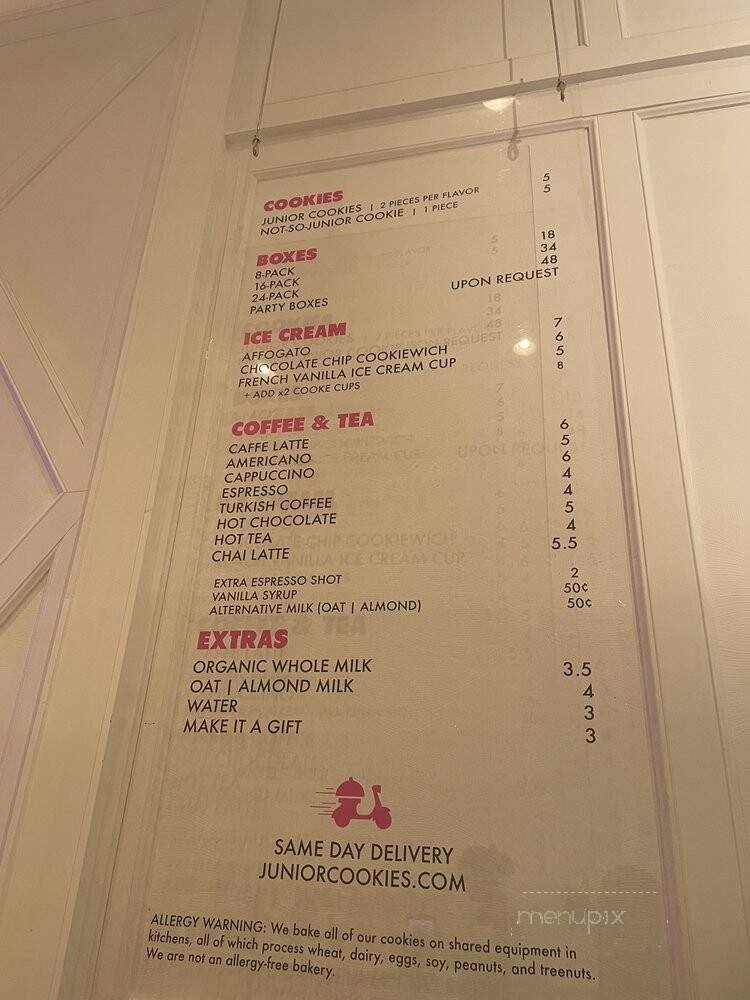 COOKIES
JUNIOR COOKIES | 2 PIECES PER FLAVOR 5
NOT-SO-JUNIOR COOKIE | 1 PIECE 5
BOXES
8-PACK 18
16-PACK 34
24-PACK 48
PARTY BOXES UPON REQUEST
ICE CREAM
AFFOGATO 7
CHOCOLATE CHIP COOKIEWICH 6
FRENCH VANILLA ICE CREAM CUP 5
+ ADD x2 COOKE CUPS 8
COFFEE & TEA
CAFFE LATTE 6
AMERICANO 5
CAPPUCCINO 6
ESPRESSO 4
TURKISH COFFEE 4
HOT CHOCOLATE 5
HOT TEA 4
CHAI LATTE 5.5
EXTRA ESPRESSO SHOT 2
VANILLA SYRUP 50¢
ALTERNATIVE MILK (OAT | ALMOND) 50¢
EXTRAS
ORGANIC WHOLE MILK 3.5
OAT | ALMOND MILK 4
WATER 3
MAKE IT A GIFT 3
SAME DAY DELIVERY
JUNIORCOOKIES.COM
ALLERGY WARNING: We bake all of our cookies on shared equipment in
kitchens, all of which process wheat, dairy, eggs, soy, peanuts, and treenuts.
We are not an allergy-free bakery.
menupix